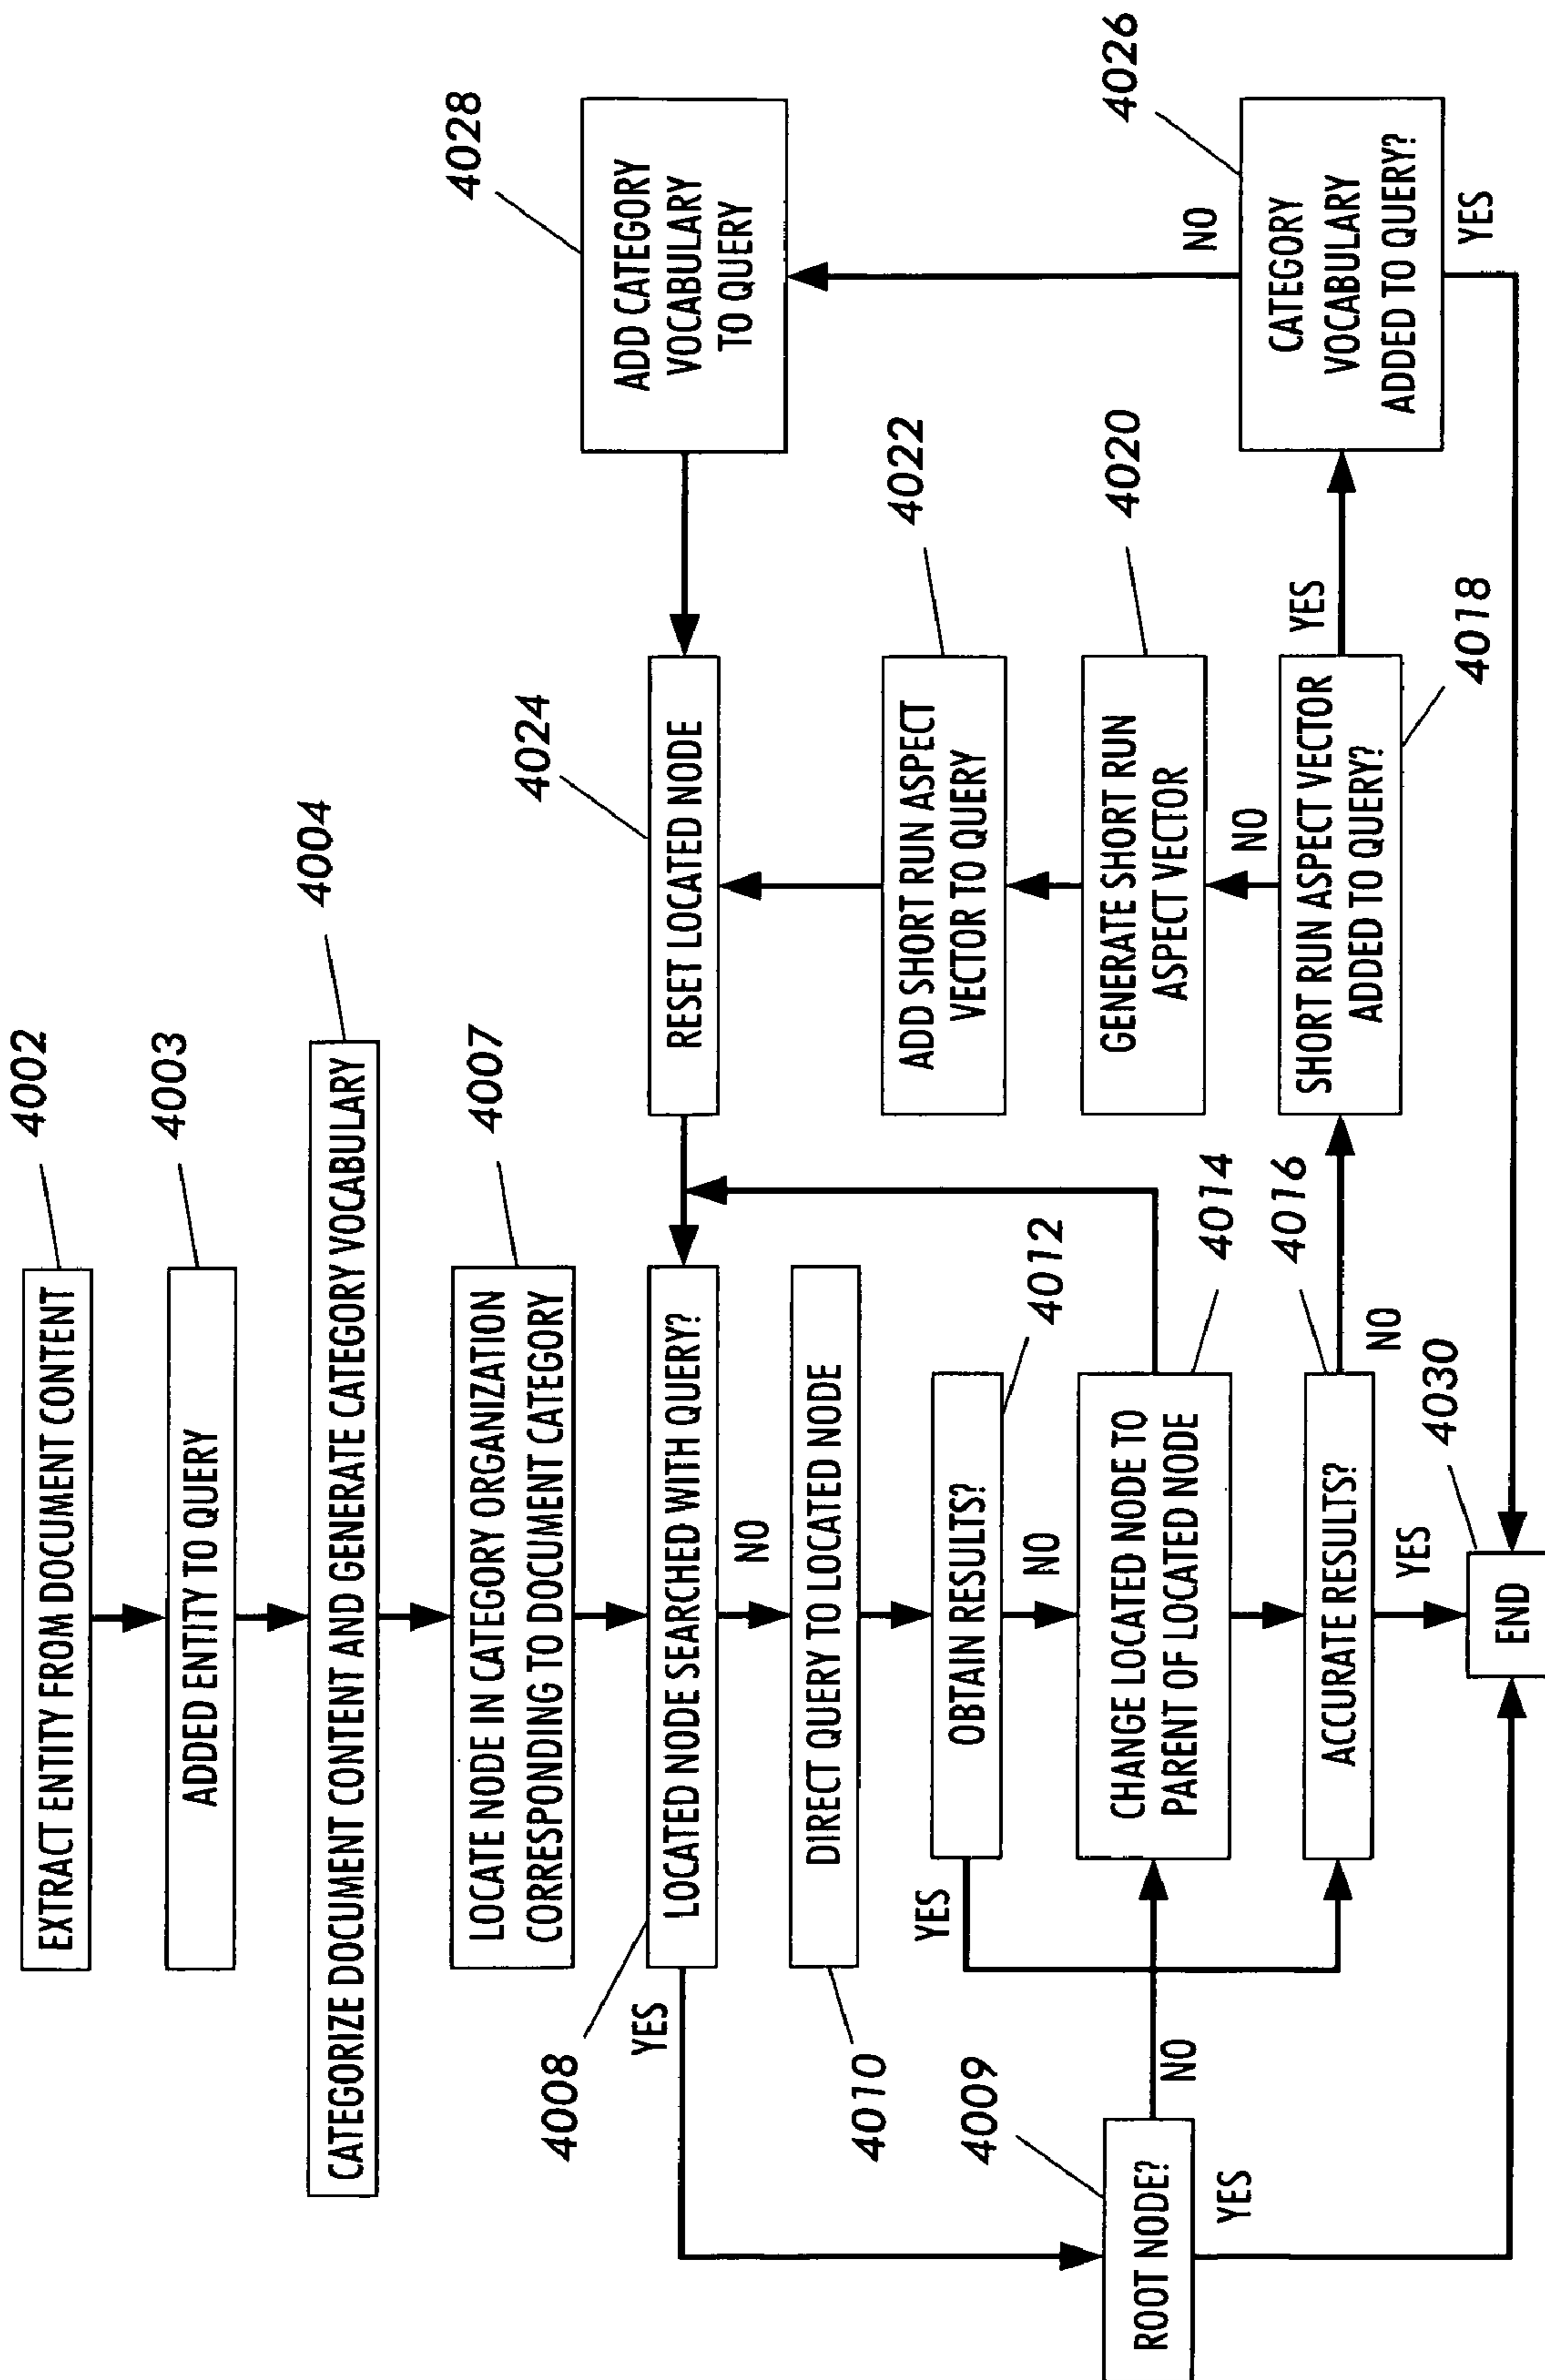 4002
EXTRACT ENTITY FROM DOCUMENT CONTENT
4003
ADDED ENTITY TO QUERY
4004
CATEGORIZE DOCUMENT CONTENT AND GENERATE CATEGORY VOCABULARY
4007
LOCATE NODE IN CATEGORY ORGANIZATION
CORRESPONDING TO DOCUMENT CATEGORY
4008
LOCATED NODE SEARCHED WITH QUERY?
YES
NO
4010
DIRECT QUERY TO LOCATED NODE
4012
OBTAIN RESULTS?
YES
NO
4009
ROOT NODE?
NO
YES
4014
CHANGE LOCATED NODE TO
PARENT OF LOCATED NODE
4016
ACCURATE RESULTS?
NO
YES
4030
END
4024
RESET LOCATED NODE
4022
ADD SHORT RUN ASPECT
VECTOR TO QUERY
4020
GENERATE SHORT RUN
ASPECT VECTOR
NO
SHORT RUN ASPECT VECTOR
ADDED TO QUERY?
4018
YES
4028
ADD CATEGORY
VOCABULARY
TO QUERY
NO
4026
CATEGORY
VOCABULARY
ADDED TO QUERY?
YES